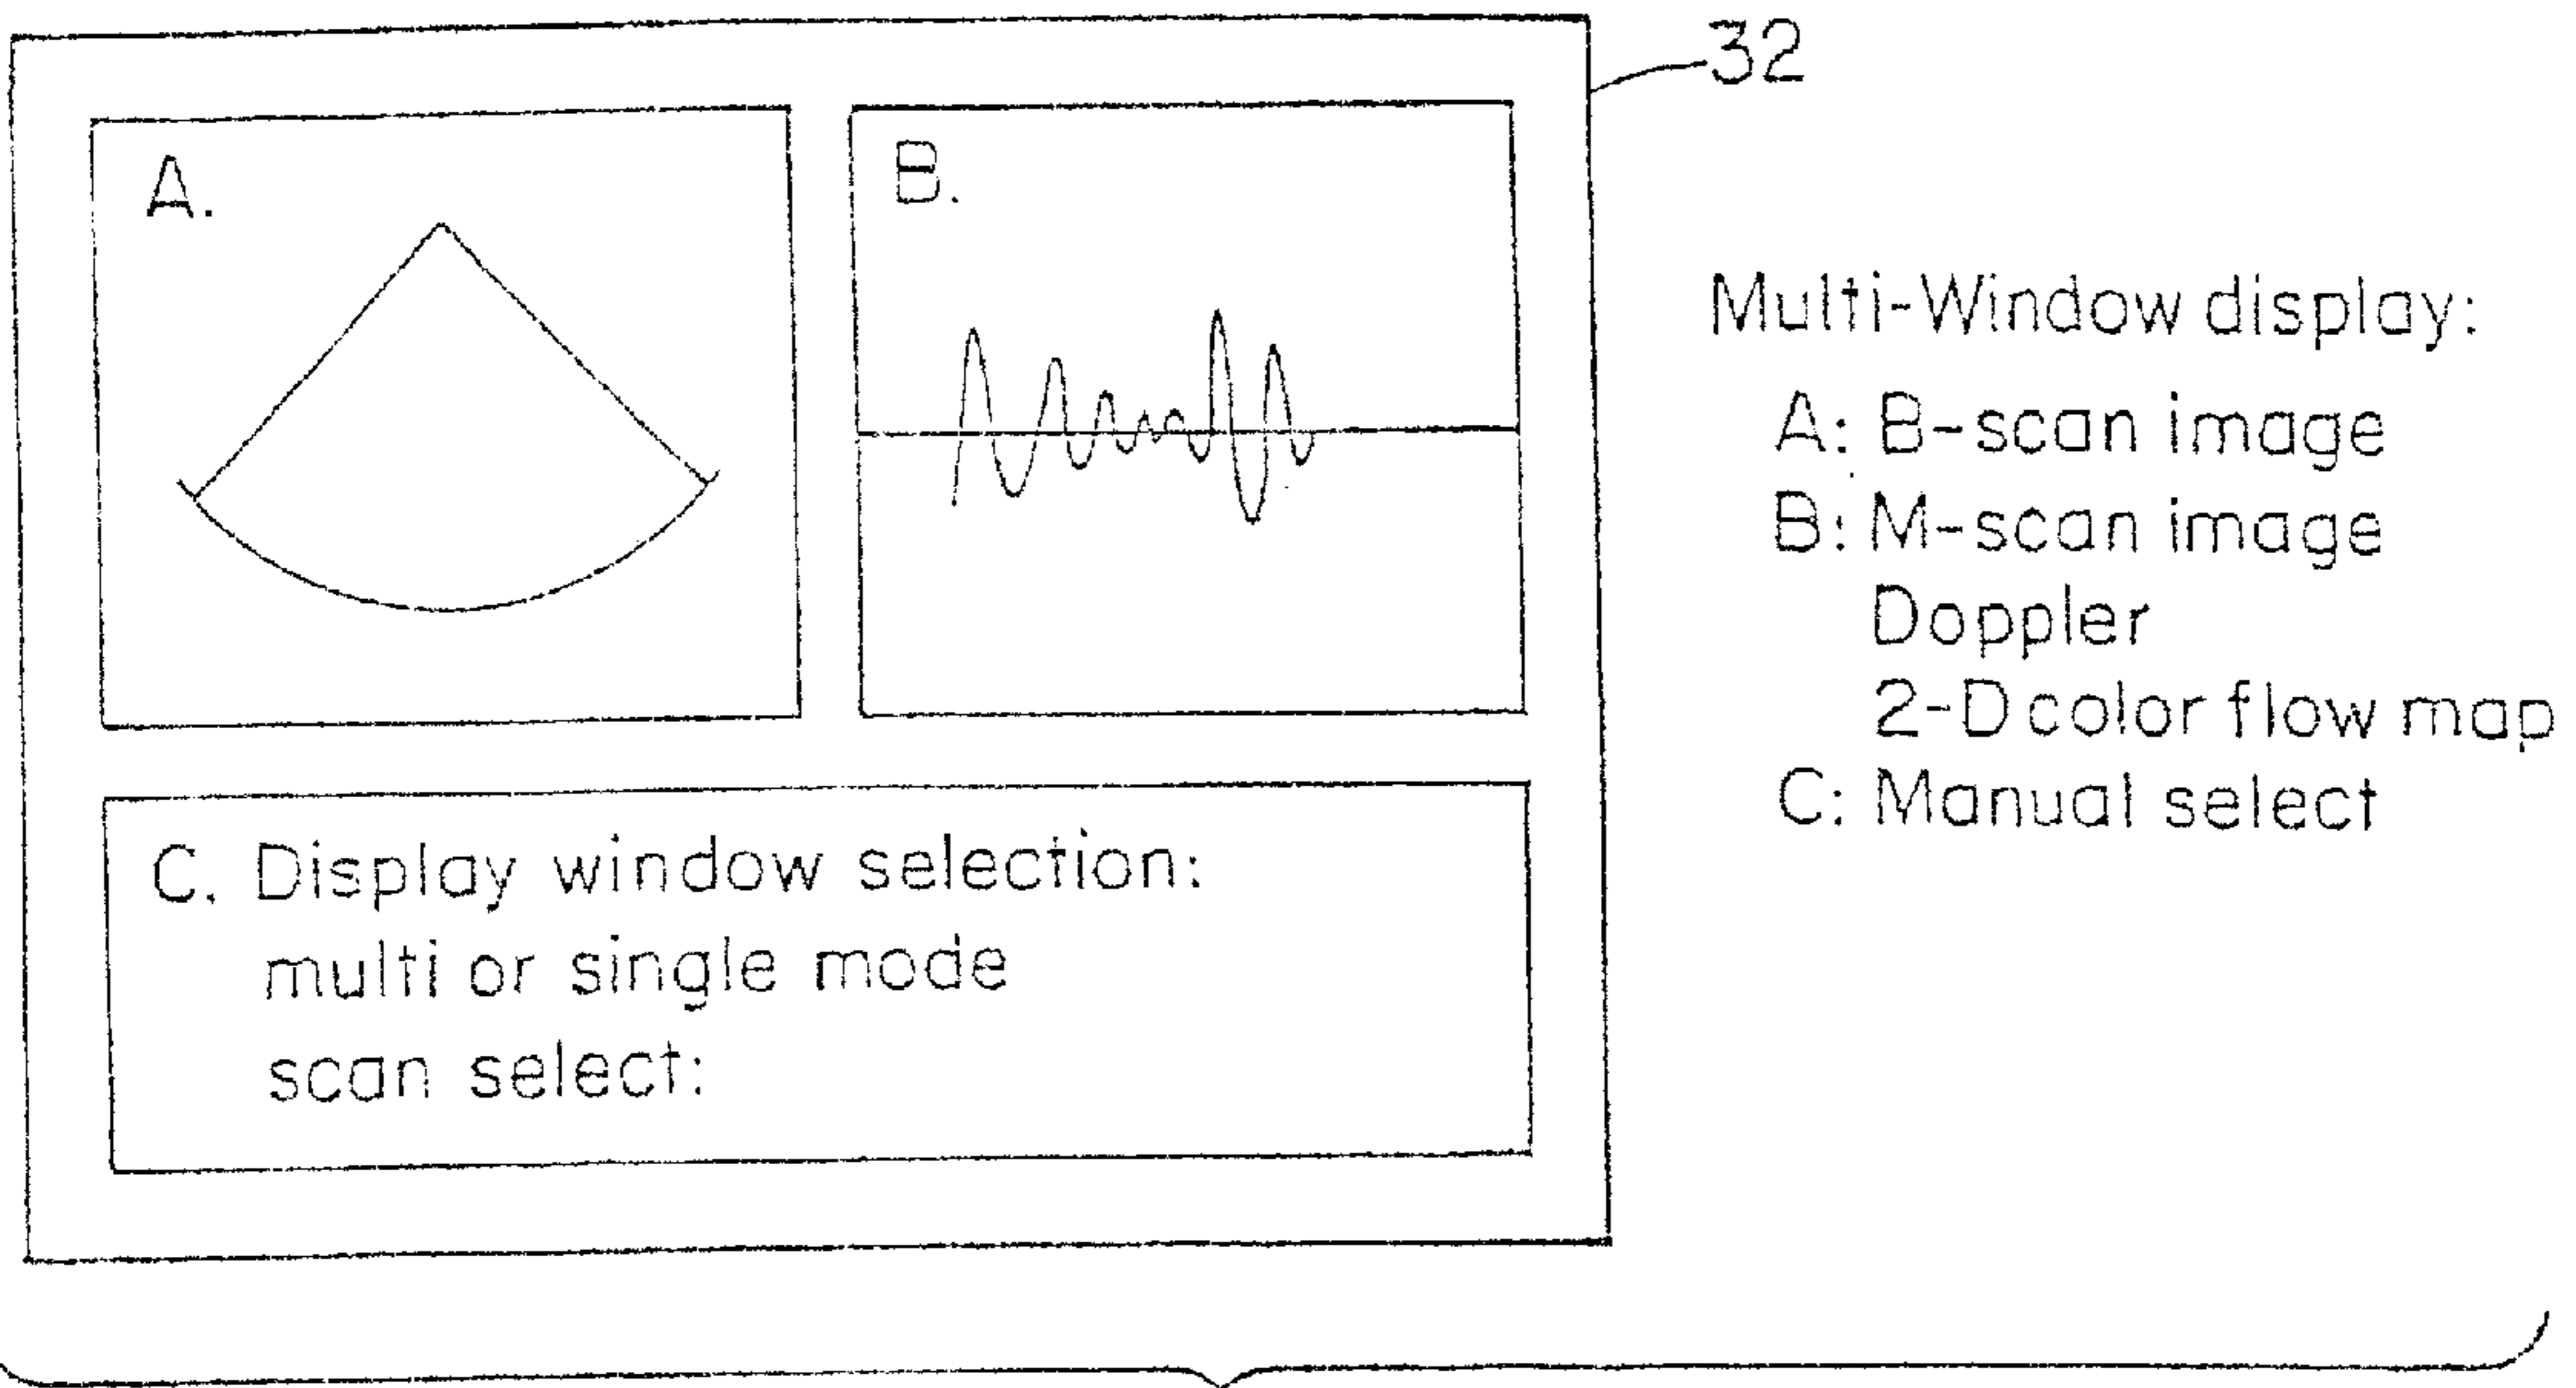 32
A.
B.
C. Display window selection:
multi or single mode
scan select:
Multi-Window display:
A: B-scan image
B: M-scan image
Doppler
2-D color flow map
C: Manual select